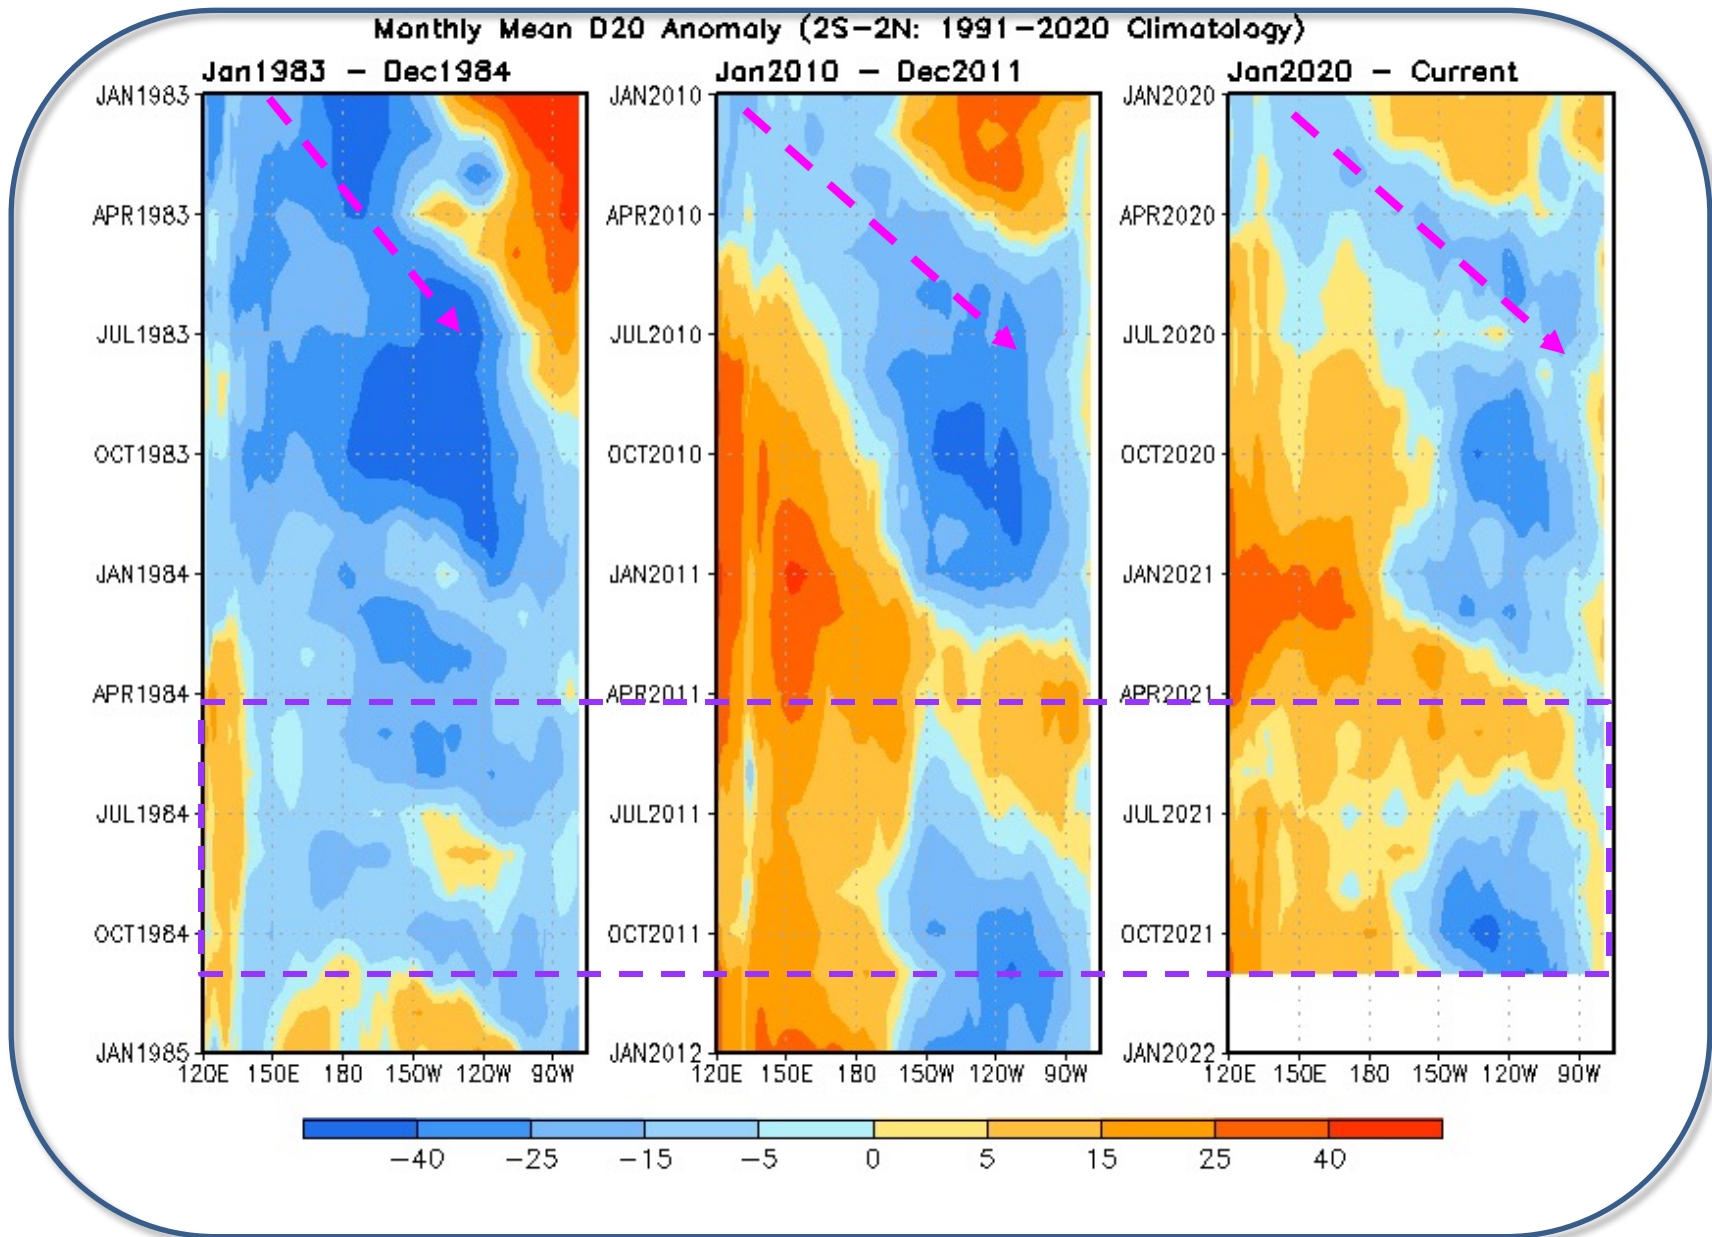 Monthly Mean D20 Anomaly (2S-2N: 1991-2020 Climatology)
Jan1983 - Dec1984
JAN1983
APR1983
JUL1983
OCT1983
JAN1984
APR1984
JUL1984
OCT1984
JAN1985
120E 150E 180 150W 120W 90W
Jan2010 - Dec2011
JAN2010
APR2010
JUL2010
OCT2010
JAN2011
APR2011
JUL2011
OCT2011
JAN2012
120E 150E 180 150W 120W 90W
Jan2020 - Current
JAN2020
APR2020
JUL2020
OCT2020
JAN2021
APR2021
JUL2021
OCT2021
JAN2022
120E 150E 180 150W 120W 90W
-40 -25 -15 -5 0 5 15 25 40